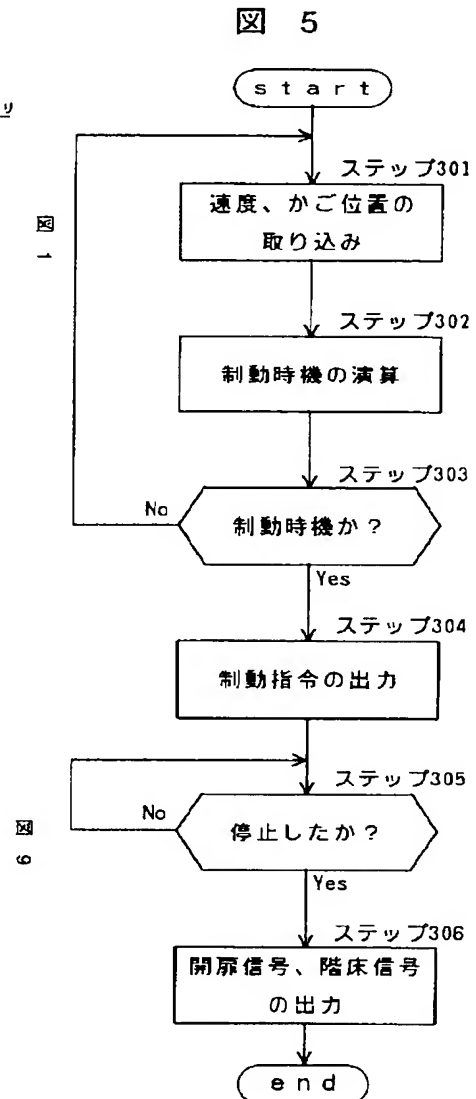 図 5
start
リ
ステップ301
速度、かご位置の
取り込み
図 1
ステップ302
制動時機の演算
ステップ303
No
制動時機か?
Yes
ステップ304
制動指令の出力
ステップ305
No
停止したか?
図 9
Yes
ステップ306
開扉信号、階床信号
の出力
end